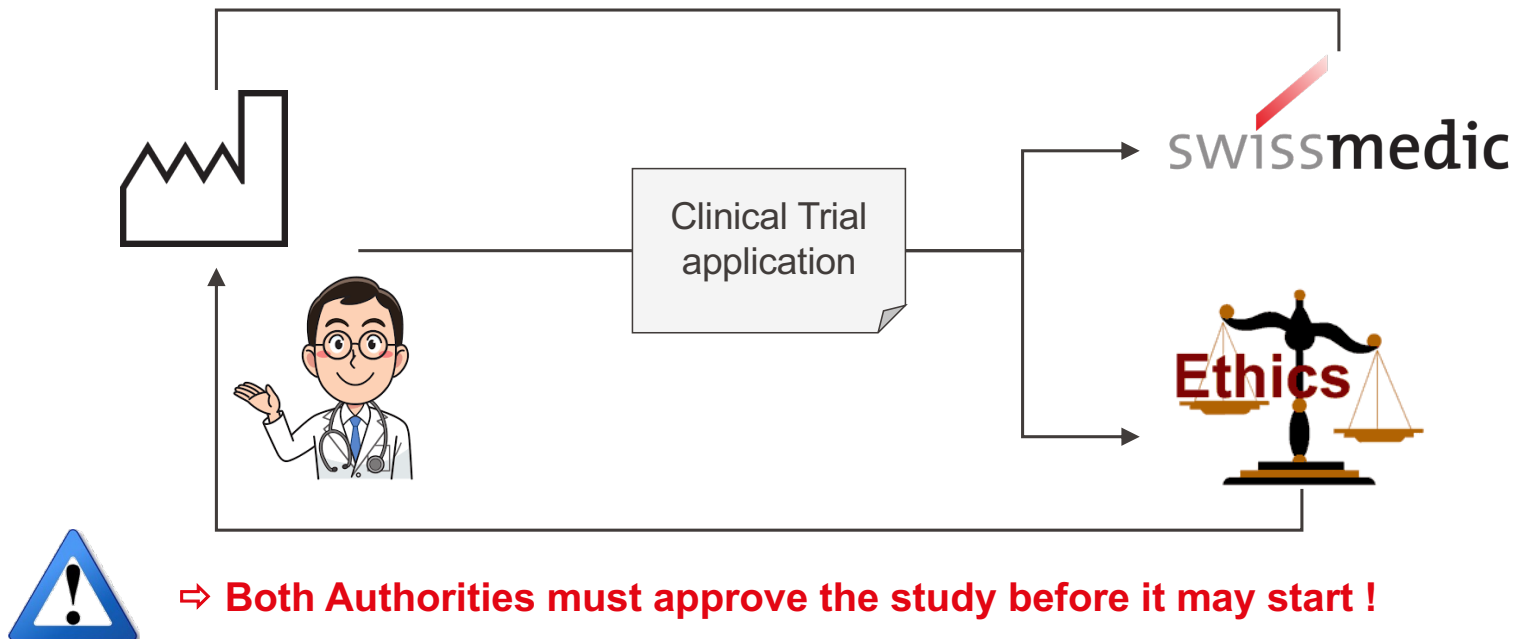 swissmedic
Clinical Trial
application
Ethics
⇨ Both Authorities must approve the study before it may start !